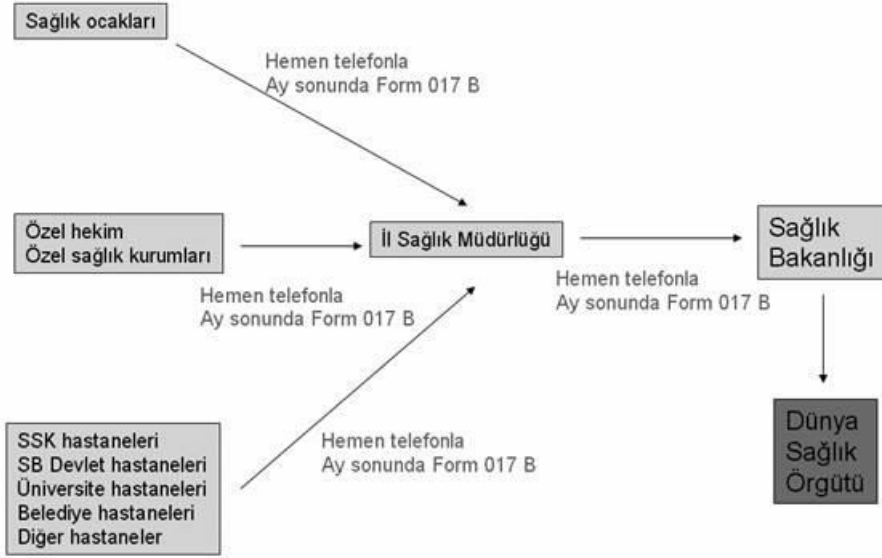 Sağlık ocakları
Hemen telefonla
Ay sonunda Form 017 B
Özel hekim
Özel sağlık kurumları
İl Sağlık Müdürlüğü
Sağlık
Bakanlığı
Hemen telefonla
Ay sonunda Form 017 B
Hemen telefonla
Ay sonunda Form 017 B
SSK hastaneleri
SB Devlet hastaneleri
Üniversite hastaneleri
Belediye hastaneleri
Diğer hastaneler
Hemen telefonla
Ay sonunda Form 017 B
Dünya
Sağlık
Örgütü